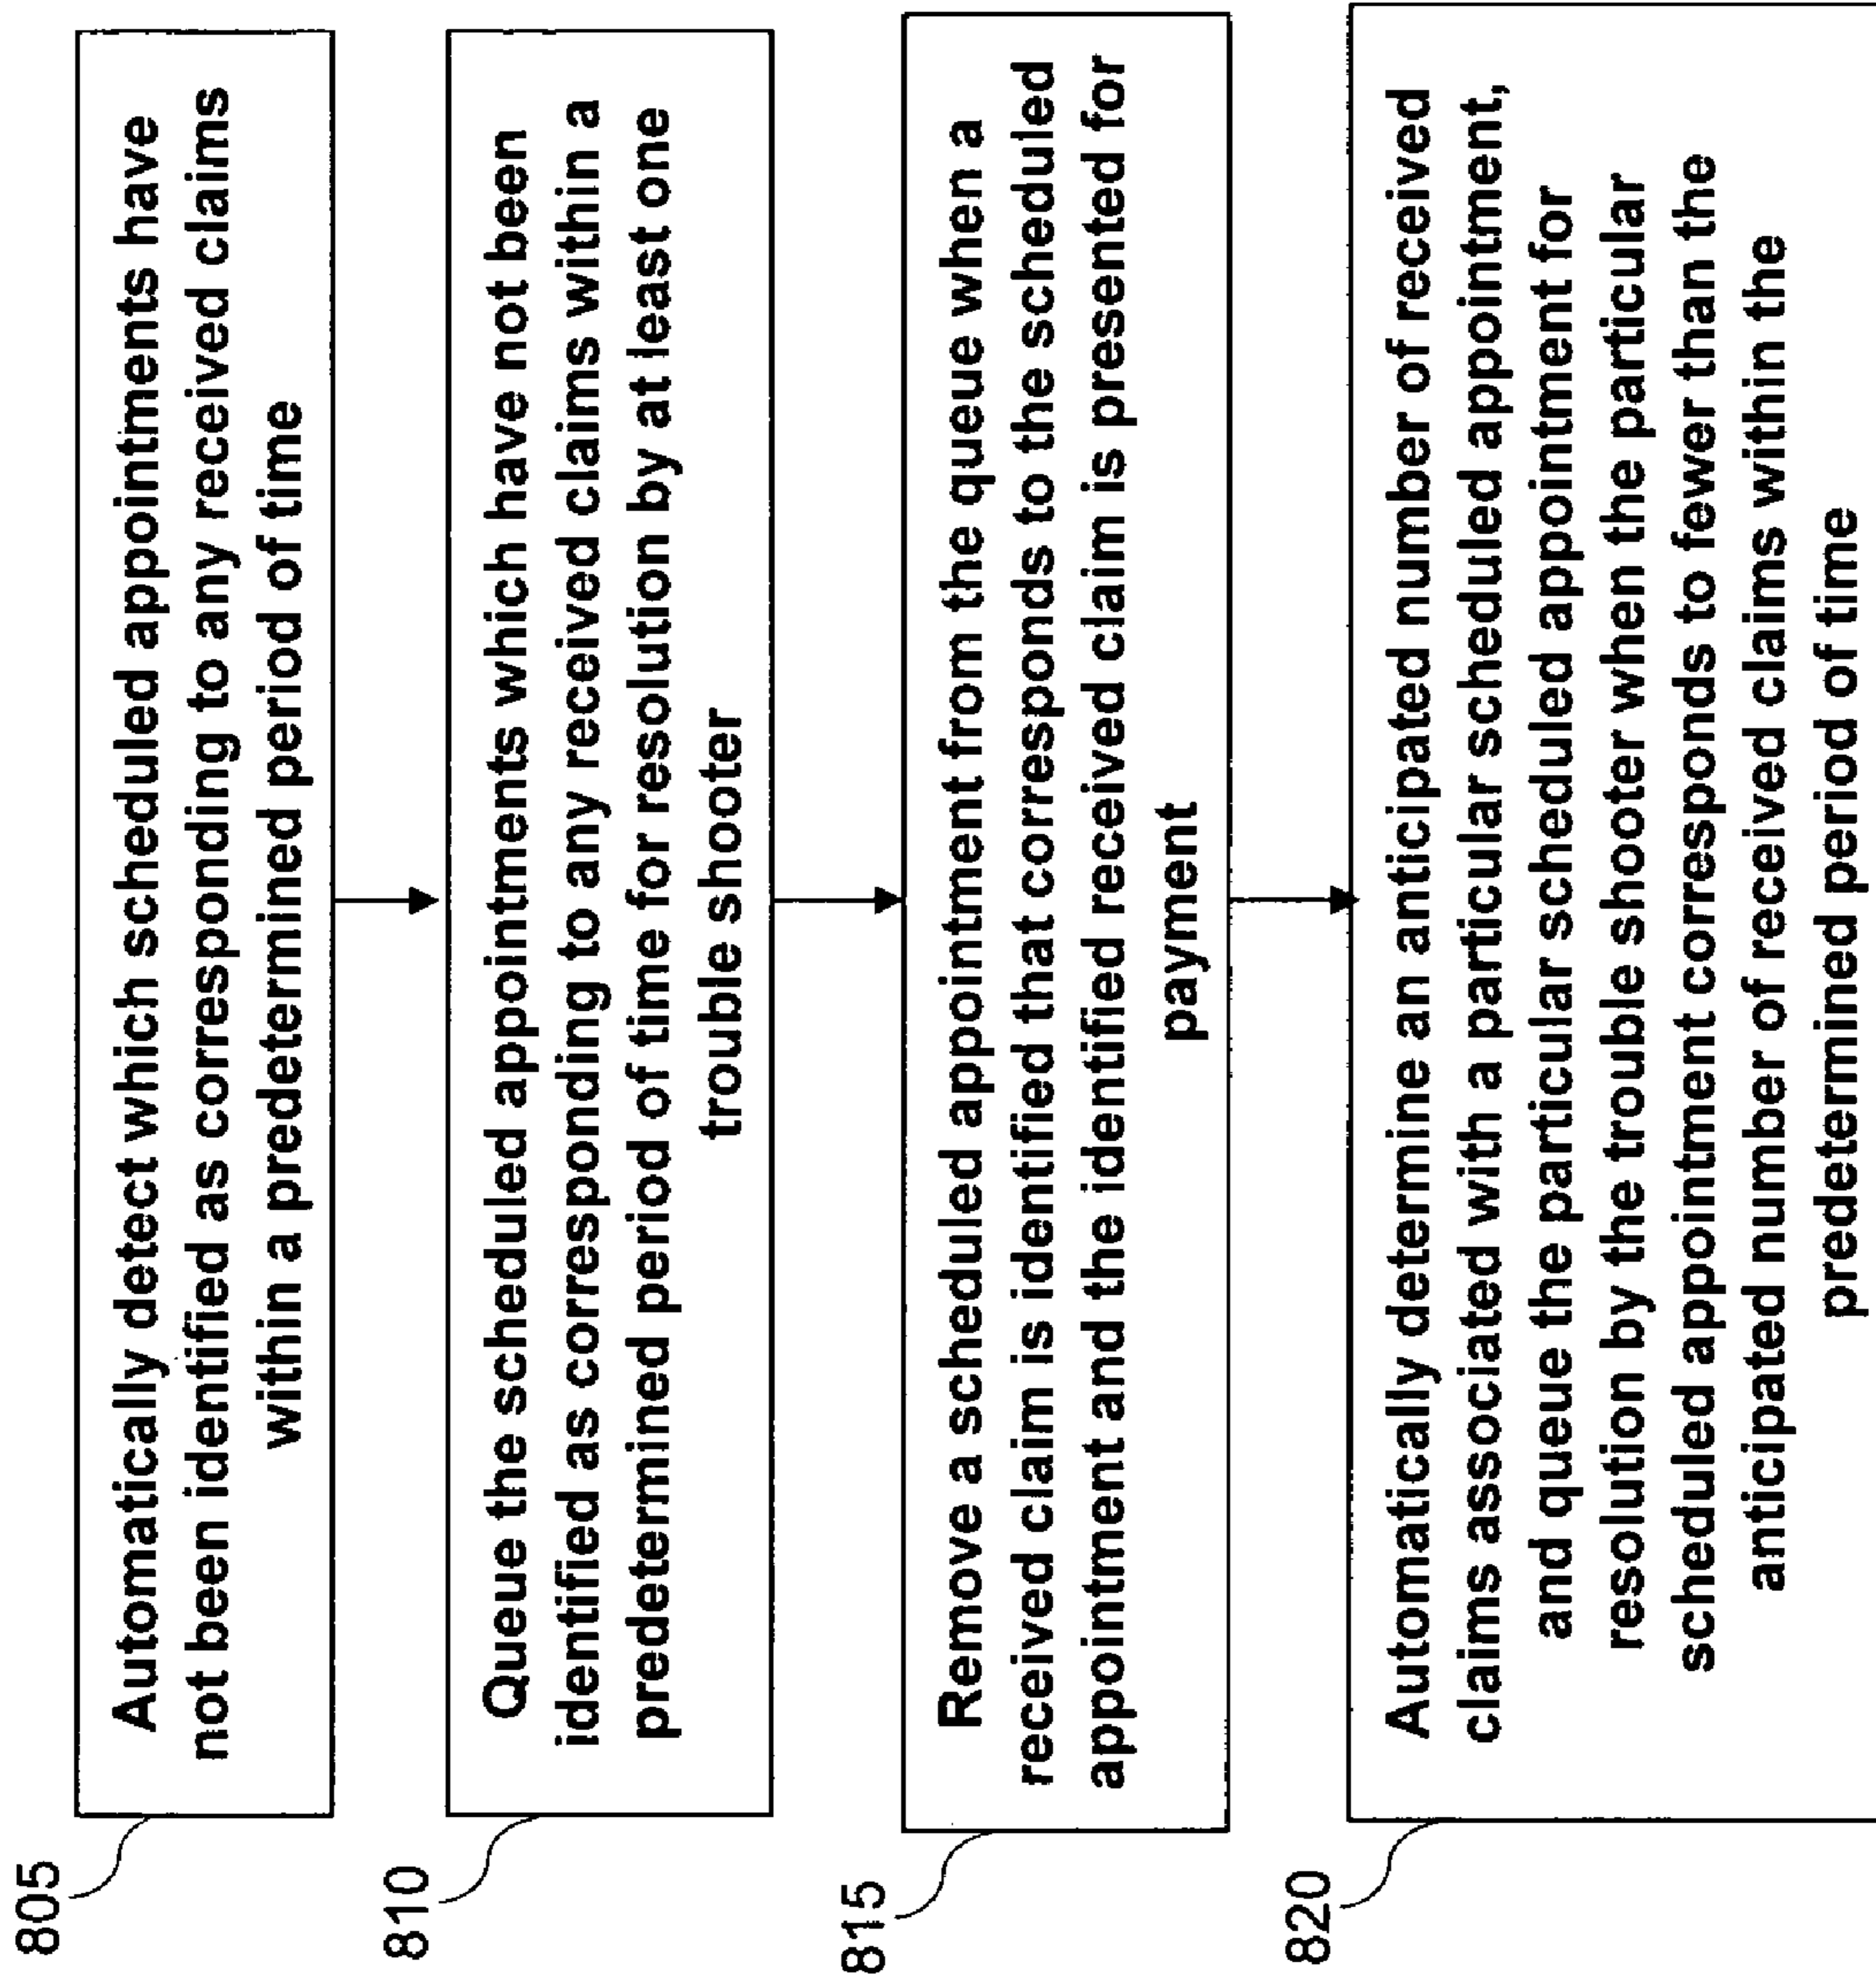 805
Automatically detect which scheduled appointments have
not been identified as corresponding to any received claims
within a predetermined period of time
810
Queue the scheduled appointments which have not been
identified as corresponding to any received claims within a
predetermined period of time for resolution by at least one
trouble shooter
815
Remove a scheduled appointment from the queue when a
received claim is identified that corresponds to the scheduled
appointment and the identified received claim is presented for
payment
820
Automatically determine an anticipated number of received
claims associated with a particular scheduled appointment,
and queue the particular scheduled appointment for
resolution by the trouble shooter when the particular
scheduled appointment corresponds to fewer than the
anticipated number of received claims within the
predetermined period of time